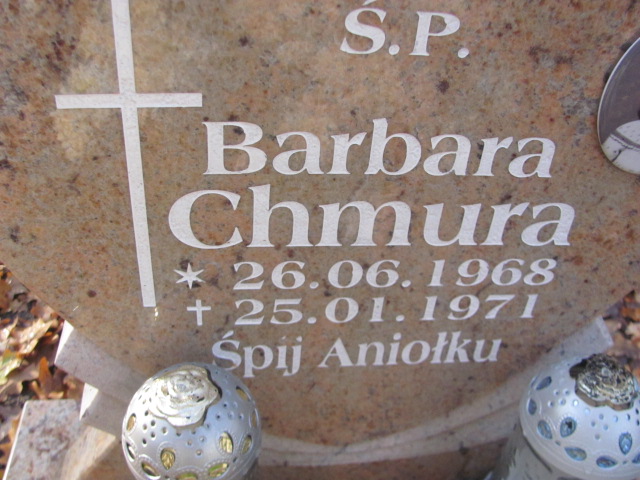 Ś.P.
Barbara
Chmura
* 26.06.1968
+ 25.01.1971
Śpij Aniołku